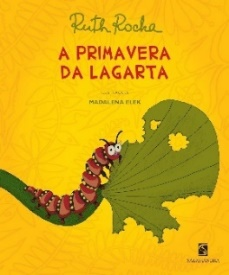 Ruth Rocha
A PRIMAVERA
DA LAGARTA
MADALENA ELEK